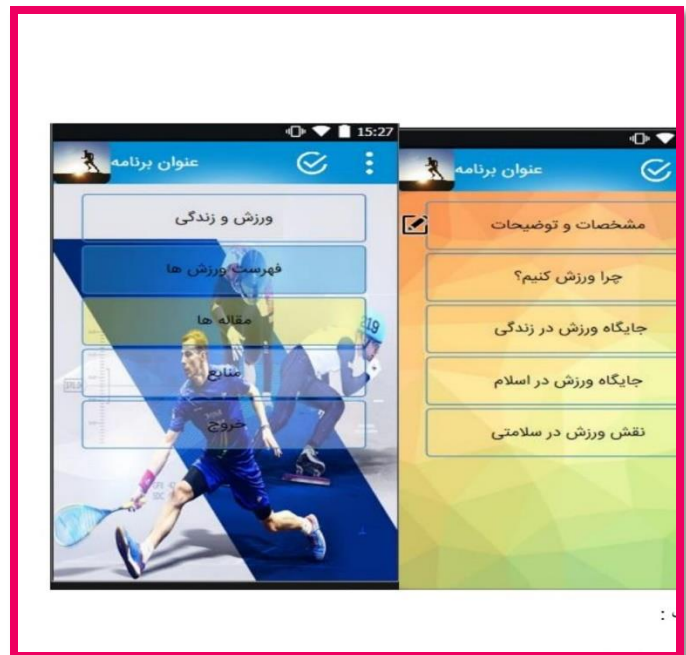 15:27
عنوان برنامه
ورزش و زندگی
فهرست ورزش ها
مقاله ها
منابع
خروج
219
عنوان برنامه
مشخصات و توضیحات
چرا ورزش کنیم؟
جایگاه ورزش در زندگی
جایگاه ورزش در اسلام
نقش ورزش در سلامتی